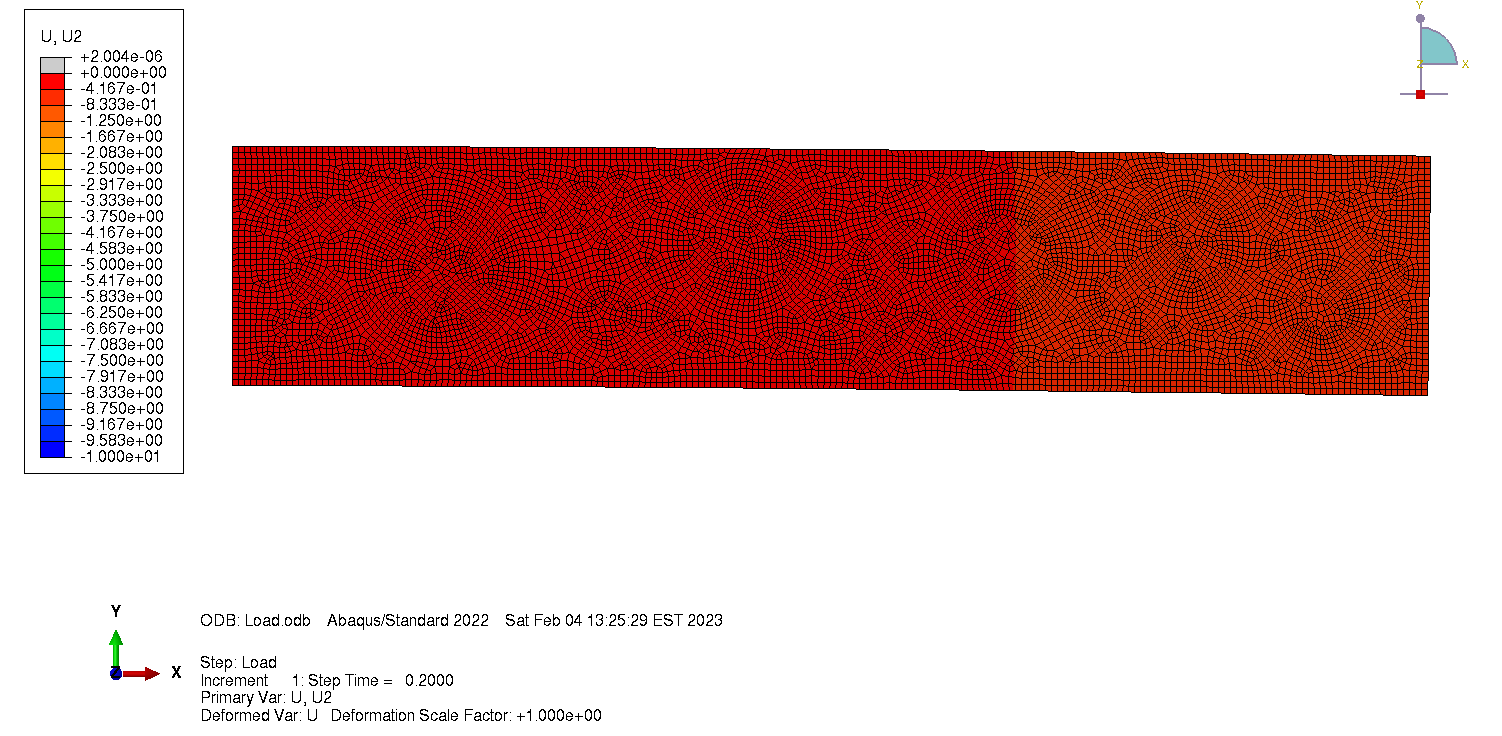 U, U2
+2.004e-06
+0.000e+00
-4.167e-01
-8.333e-01
-1.250e+00
-1.667e+00
-2.083e+00
-2.500e+00
-2.917e+00
-3.333e+00
-3.750e+00
-4.167e+00
-4.583e+00
-5.000e+00
-5.417e+00
-5.833e+00
-6.250e+00
-6.667e+00
-7.083e+00
-7.500e+00
-7.917e+00
-8.333e+00
-8.750e+00
-9.167e+00
-9.583e+00
-1.000e+01
Y
Z X
Y
Z X
ODB: Load.odb Abaqus/Standard 2022 Sat Feb 04 13:25:29 EST 2023
Step: Load
Increment 1: Step Time = 0.2000
Primary Var: U, U2
Deformed Var: U Deformation Scale Factor: +1.000e+00